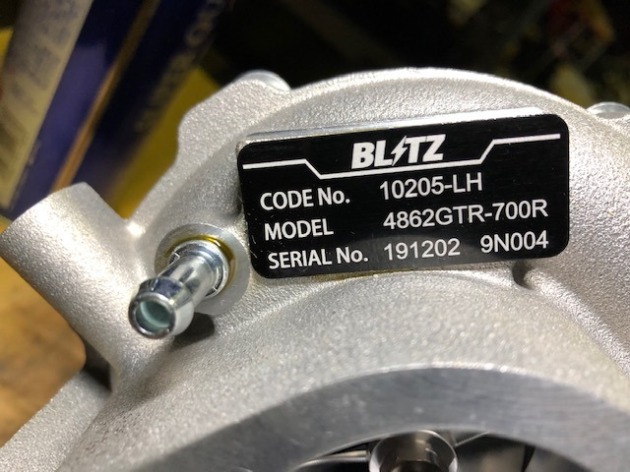 BLITZ
CODE No. 10205-LH
MODEL 4862GTR-700R
SERIAL No. 191202 9N004